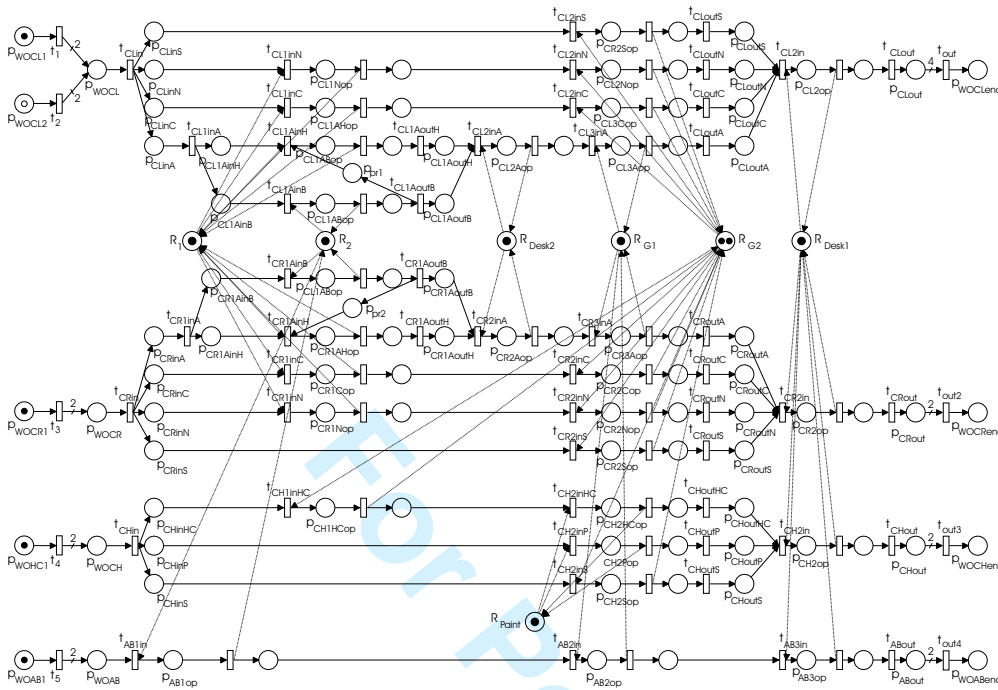 tCL2inS tCLoutS
pWOCL1 t1 2 tCLin pCLinS tCL1inN pCR2Sop tCL2inN tCLoutN pCLoutS tCL2in tCLout tout
pWOCL pCLinN pCL1Nop tCL1inC pCL2Nop tCL2inC tCLoutC pCLoutN pCL2op pCLout 4 pWOCLend
pWOCL2 t2 2 pCLinC tCL1inA pCL1AHop tCL1AinH tCL1AoutH tCL2inA pCL3Cop tCL3inA tCLoutA pCLoutC
pCLinA pCL1AinH pCL1ABop pCL1AoutH pCL2Aop pCL3Aop pCLoutA
ppr1 tCL1AoutB
tCL1AinB
pCL1AinB pCL1ABop pCL1AoutB
R1 R2 RDesk2 RG1 RG2 RDesk1
tCR1AinB tCR1AoutB
pCR1AinB pCL1ABop pCR1AoutB
ppr2
tCR1inA tCR1AinH tCR1AoutH tCR2inA tCR3inA tCRoutA
pCRinA pCR1AinH pCR1AHop pCR1AoutH pCR2Aop pCR3Aop pCRoutA
tCR1inC tCR2inC tCRoutC
tCRin pCRinC pCR1Cop tCR1inN pCR2Cop tCR2inN tCRoutN pCRoutC tCR2in tCRout tout2
pWOCR1 t3 2 pWOCR pCRinN pCR1Nop pCR2Nop pCRoutN pCR2op pCRout 2 pWOCRend
tCR2inS tCRoutS
pCRinS pCR2Sop pCRoutS
tCH1inHC tCH2inHC tCHoutHC
tCHin pCHinHC pCH1HCop pCH2HCop tCH2inP tCHoutP pCHoutHC tCH2in tCHout tout3
pWOHC1 t4 2 pWOCH pCHinP pCH2Pop tCH2inS tCHoutS pCHoutP pCH2op pCHout 2 pWOCHend
pCHinS pCH2Sop pCHoutS
RPaint
tAB1in tAB2in tAB3in tABout tout4
pWOAB1 t5 2 pWOAB pAB1op pAB2op pAB3op pABout 2 pWOABend
For Pe